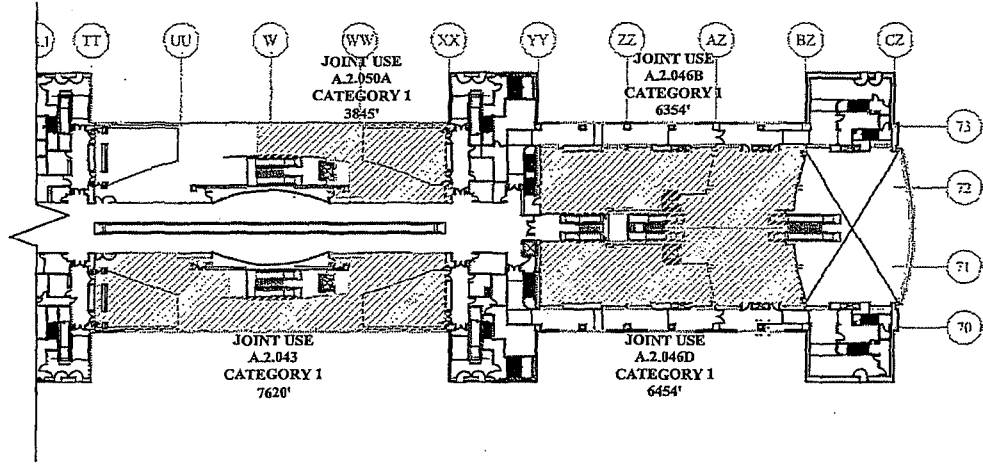 TT UU W WW XX YY ZZ AZ BZ CZ
JOINT USE
A.2.050A
CATEGORY 1
3845'
JOINT USE
A.2.046B
CATEGORY 1
6354'
73
72
71
70
JOINT USE
A.2.043
CATEGORY 1
7620'
JOINT USE
A.2.046D
CATEGORY 1
6454'